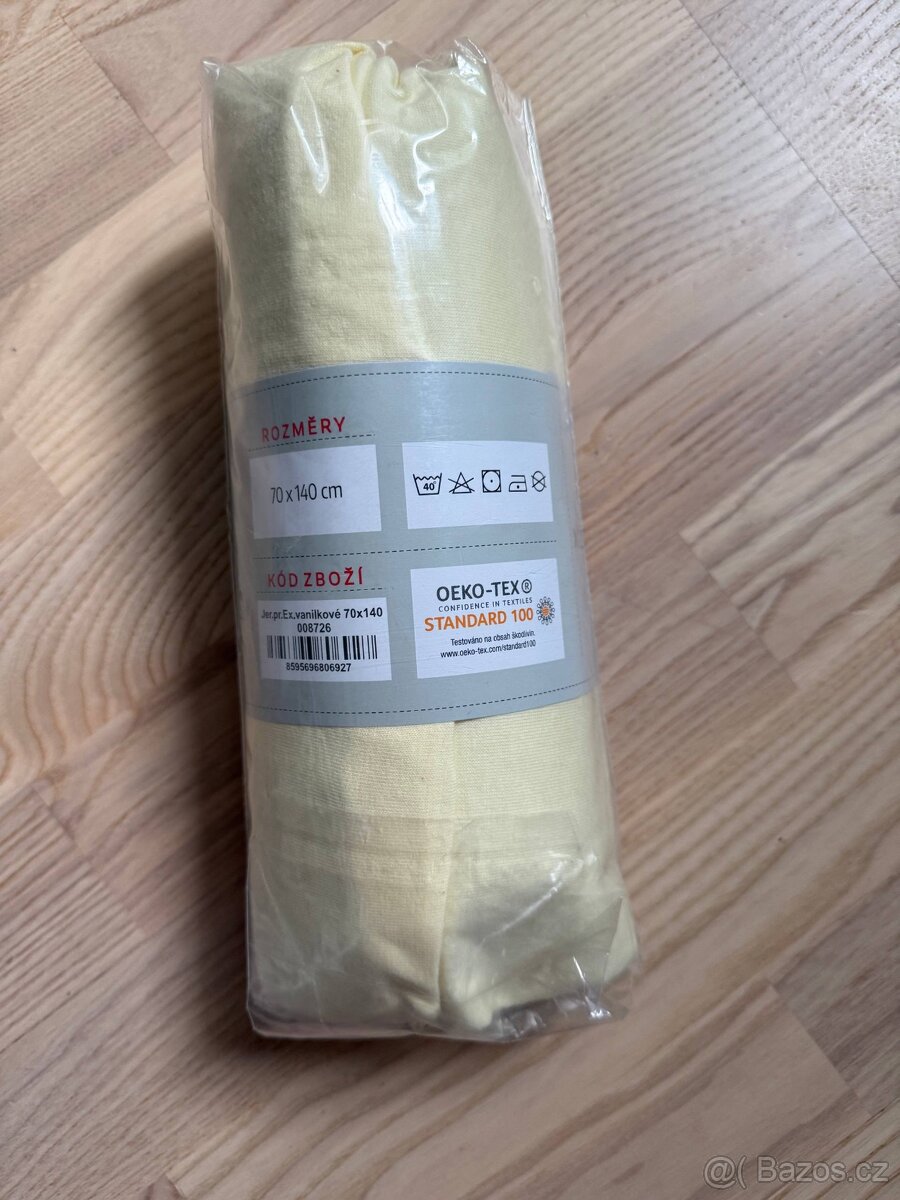 ROZMĚRY
70 x 140 cm
40°
KÓD ZBOŽÍ
Jer.pr.Ex.vanilkové 70x140
008726
8595696806927
OEKO-TEX®
CONFIDENCE IN TEXTILES
STANDARD 100
Testováno na obsah škodlivin.
www.oeko-tex.com/standard100
@( Bazos.cz